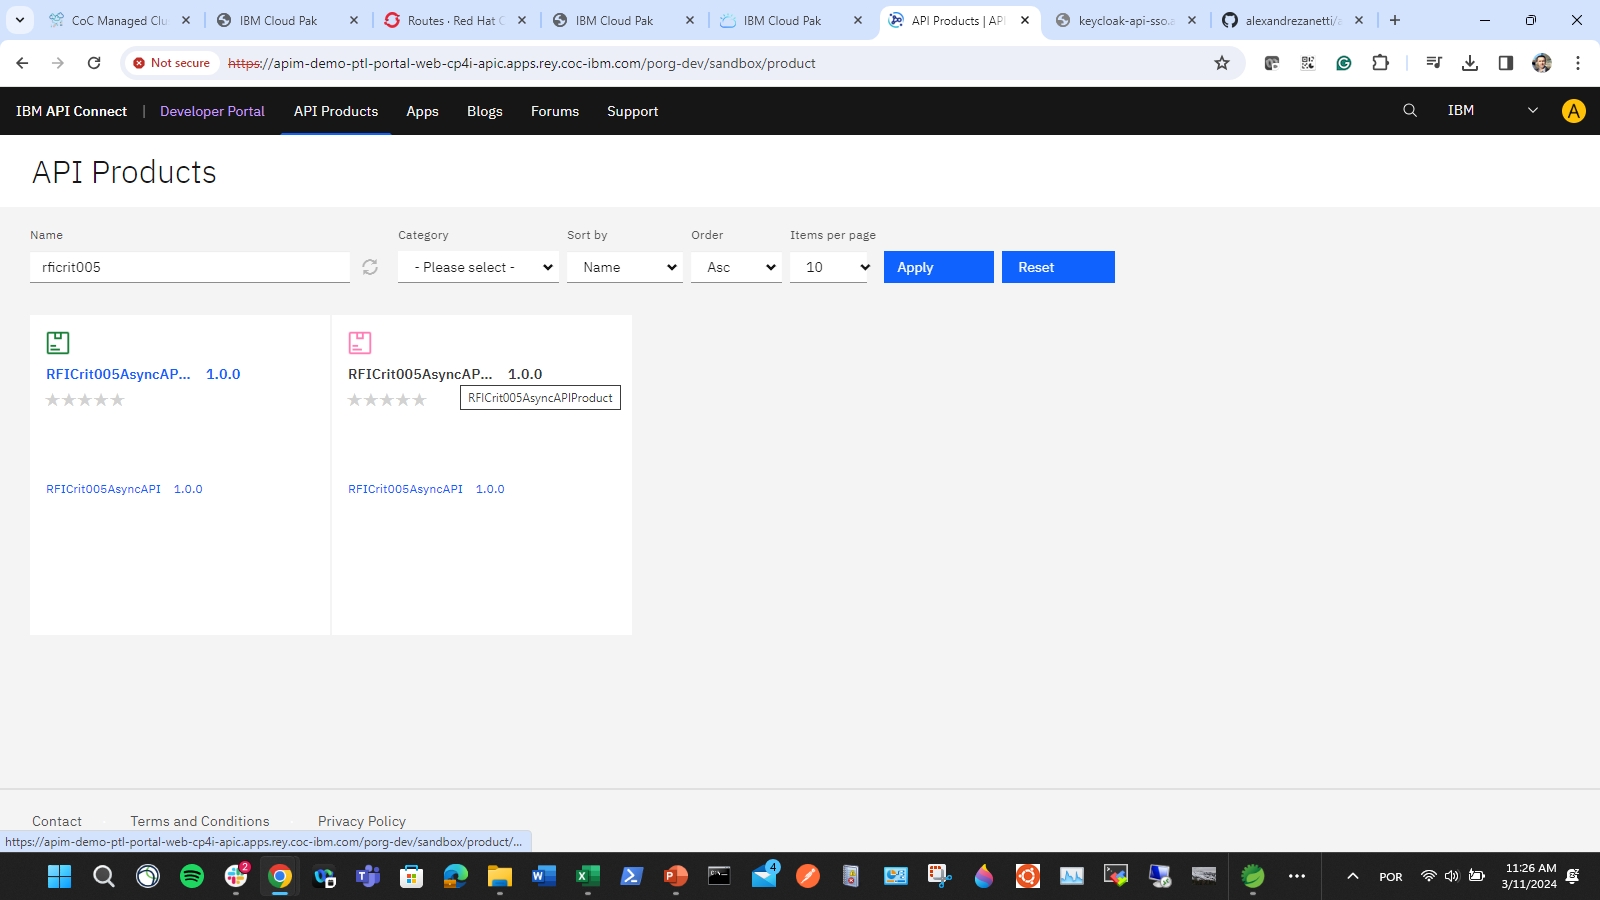 CoC Managed Clu
IBM Cloud Pak
Routes · Red Hat C
IBM Cloud Pak
IBM Cloud Pak
API Products | API
keycloak-api-sso.a
alexandrezanetti/a
Not secure
https://apim-demo-ptl-portal-web-cp4i-apic.apps.rey.coc-ibm.com/porg-dev/sandbox/product
IBM API Connect | Developer Portal API Products Apps Blogs Forums Support IBM A
API Products
Name Category Sort by Order Items per page
rficrit005 - Please select - Name Asc 10 Apply Reset
RFICrit005AsyncAP... 1.0.0
RFICrit005AsyncAPI 1.0.0
RFICrit005AsyncAP... 1.0.0
RFICrit005AsyncAPIProduct
RFICrit005AsyncAPI 1.0.0
Contact Terms and Conditions Privacy Policy
https://apim-demo-ptl-portal-web-cp4i-apic.apps.rey.coc-ibm.com/porg-dev/sandbox/product/...
2
4
POR
11:26 AM
3/11/2024